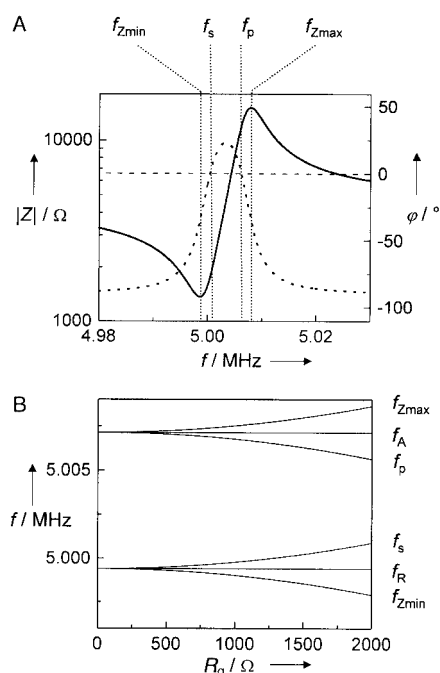 A
f_Zmin f_s f_p f_Zmax
10000
1000
|Z| / Ω
50
0
-50
-100
φ / °
4.98 5.00 5.02
f / MHz
B
5.005
5.000
f / MHz
f_Zmax
f_A
f_p
f_s
f_R
f_Zmin
0 500 1000 1500 2000
R_q / Ω